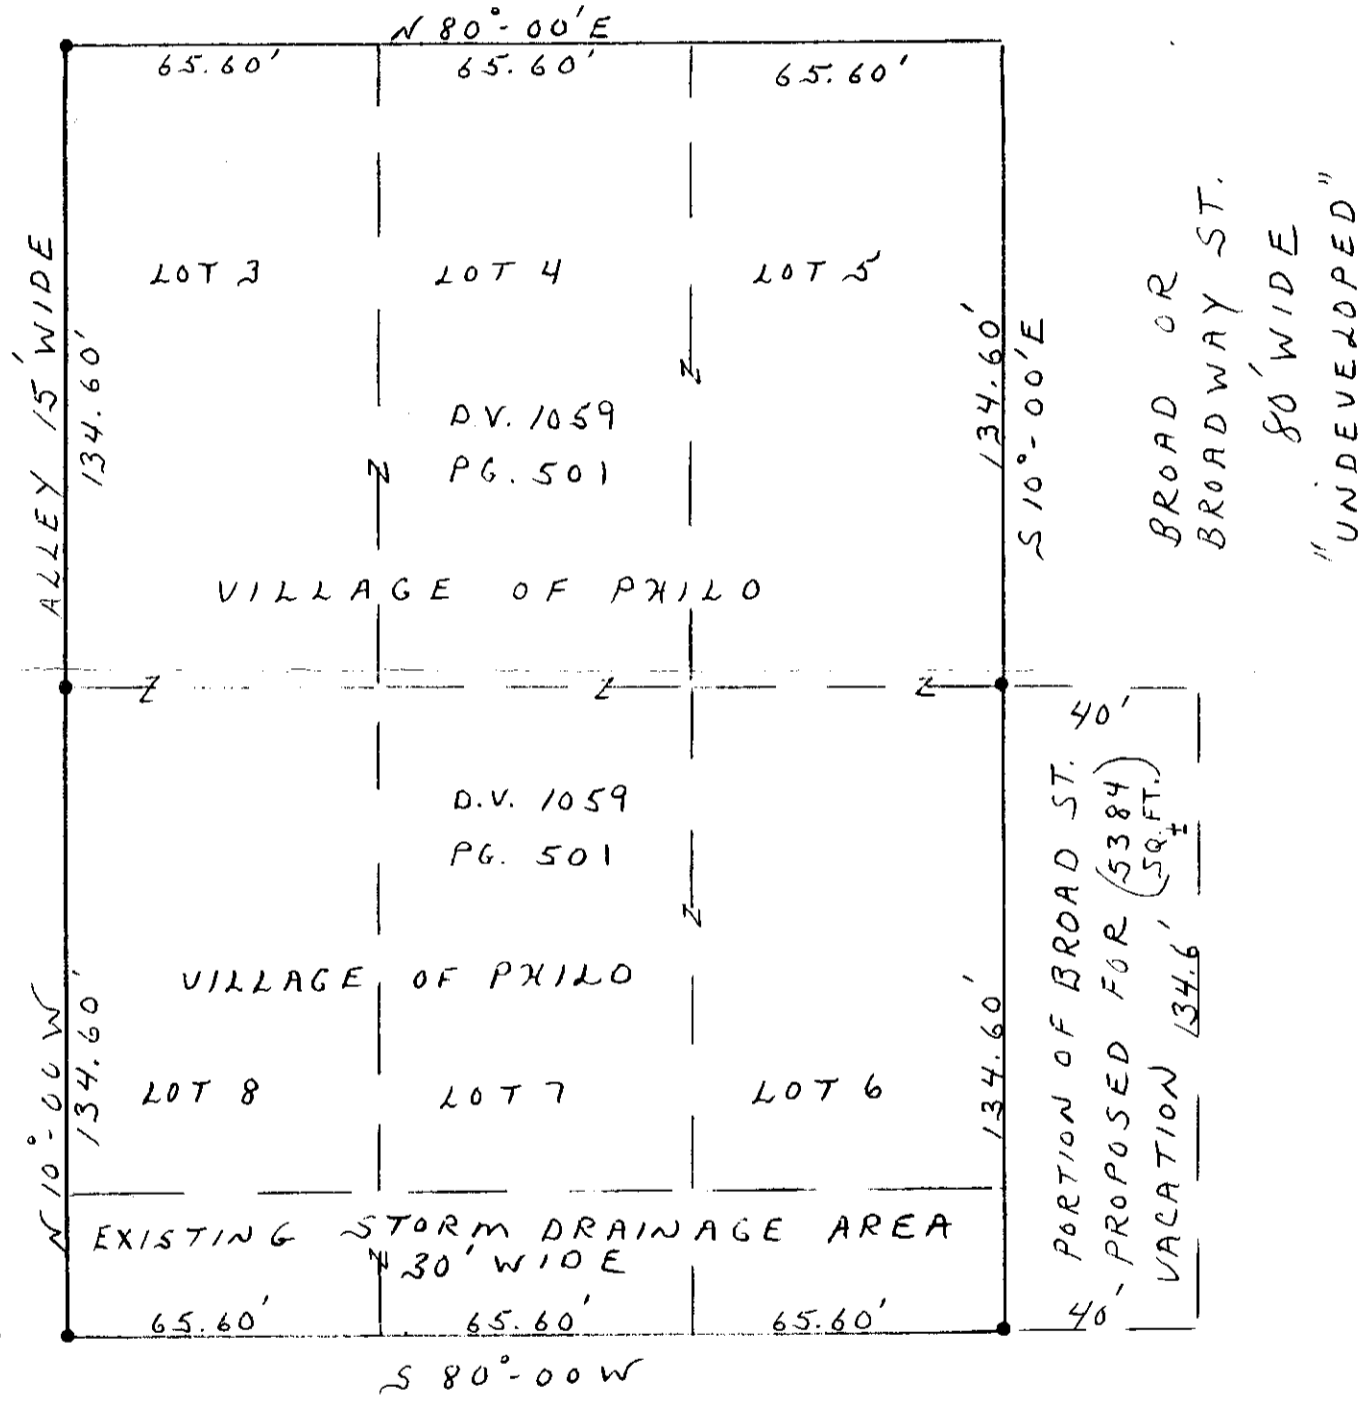 N 80°-00'E
65.60' 65.60' 65.60'
ALLEY 15' WIDE
134.60'
LOT 3 LOT 4 LOT 5
134.60'
S 10°-00'E
BROAD OR
BROADWAY ST.
80' WIDE
"UNDEVELOPED"
D.V. 1059
PG. 501
VILLAGE OF PHILO
40'
D.V. 1059
PG. 501
VILLAGE OF PHILO
N 10°-00 W
134.60'
LOT 8 LOT 7 LOT 6
134.60'
PORTION OF BROAD ST.
PROPOSED FOR (5384
SQ. FT.)
±
VACATION 134.6'
EXISTING STORM DRAINAGE AREA
30' WIDE
65.60' 65.60' 65.60'
40'
S 80°-00 W